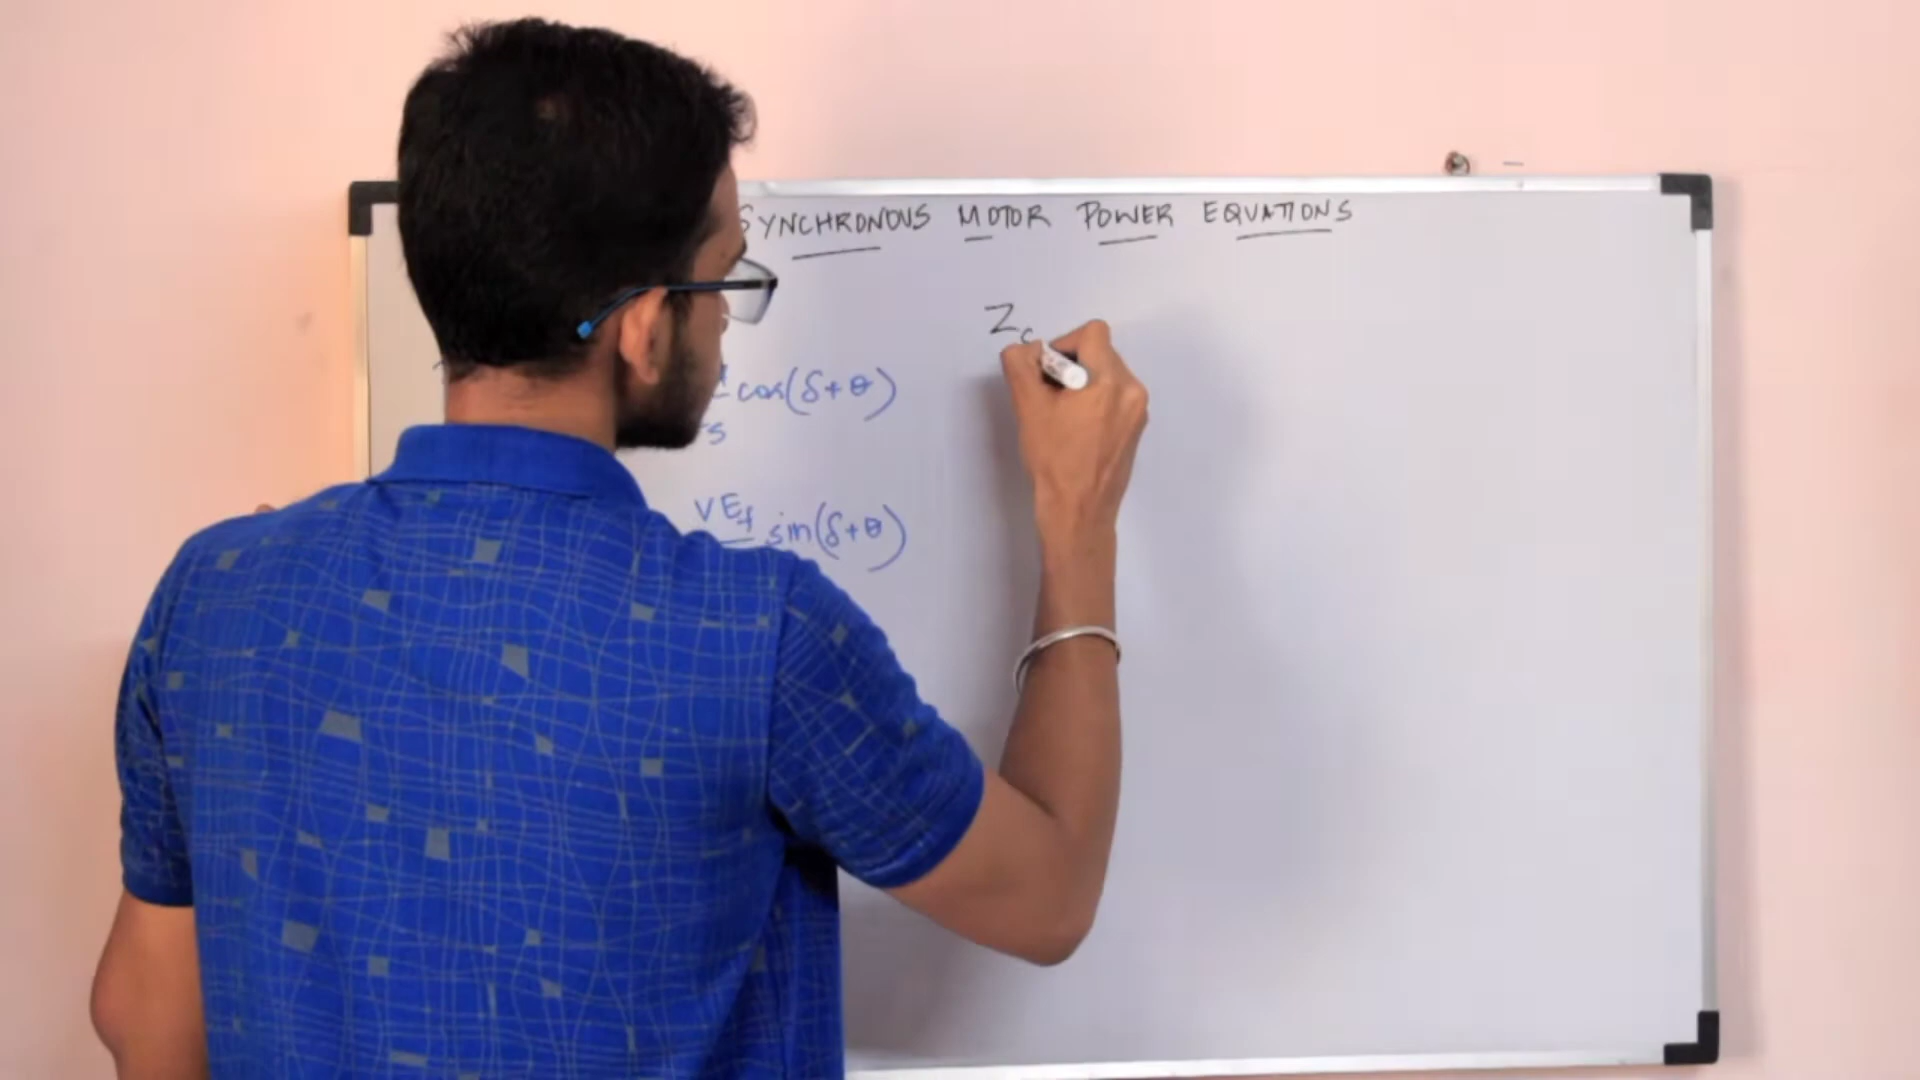 SYNCHRONOUS MOTOR POWER EQUATIONS
Z
cos(δ+θ)
s
VE_f
sin(δ+θ)